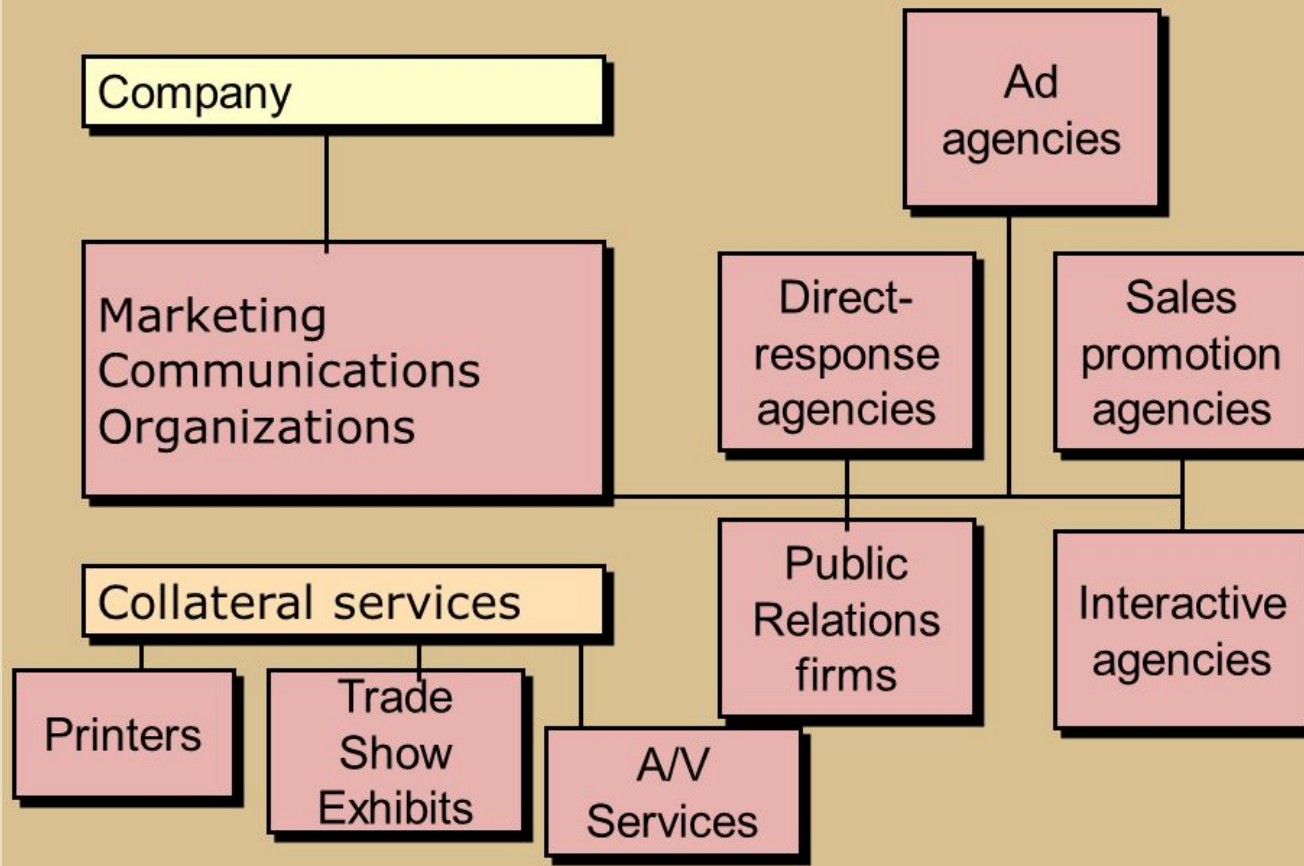 Company
Ad
agencies
Marketing
Communications
Organizations
Direct-
response
agencies
Sales
promotion
agencies
Collateral services
Public
Relations
firms
Interactive
agencies
Printers
Trade
Show
Exhibits
A/V
Services